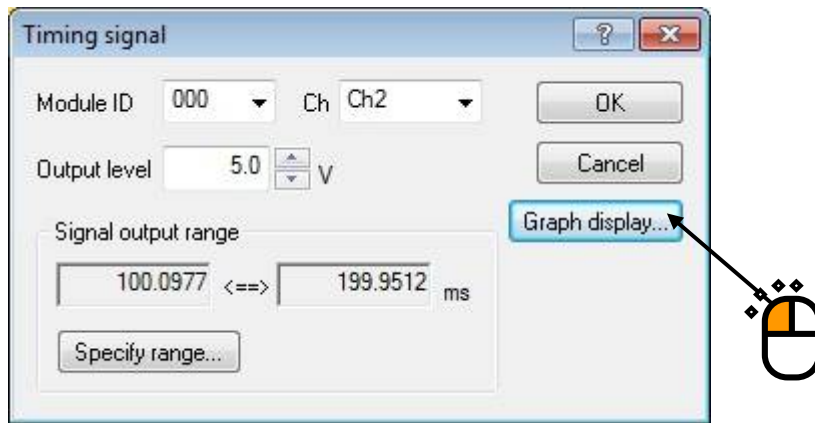 Timing signal
Module ID 000 Ch Ch2 OK
Output level 5.0 V Cancel
Graph display...
Signal output range
100.0977 <==> 199.9512 ms
Specify range...